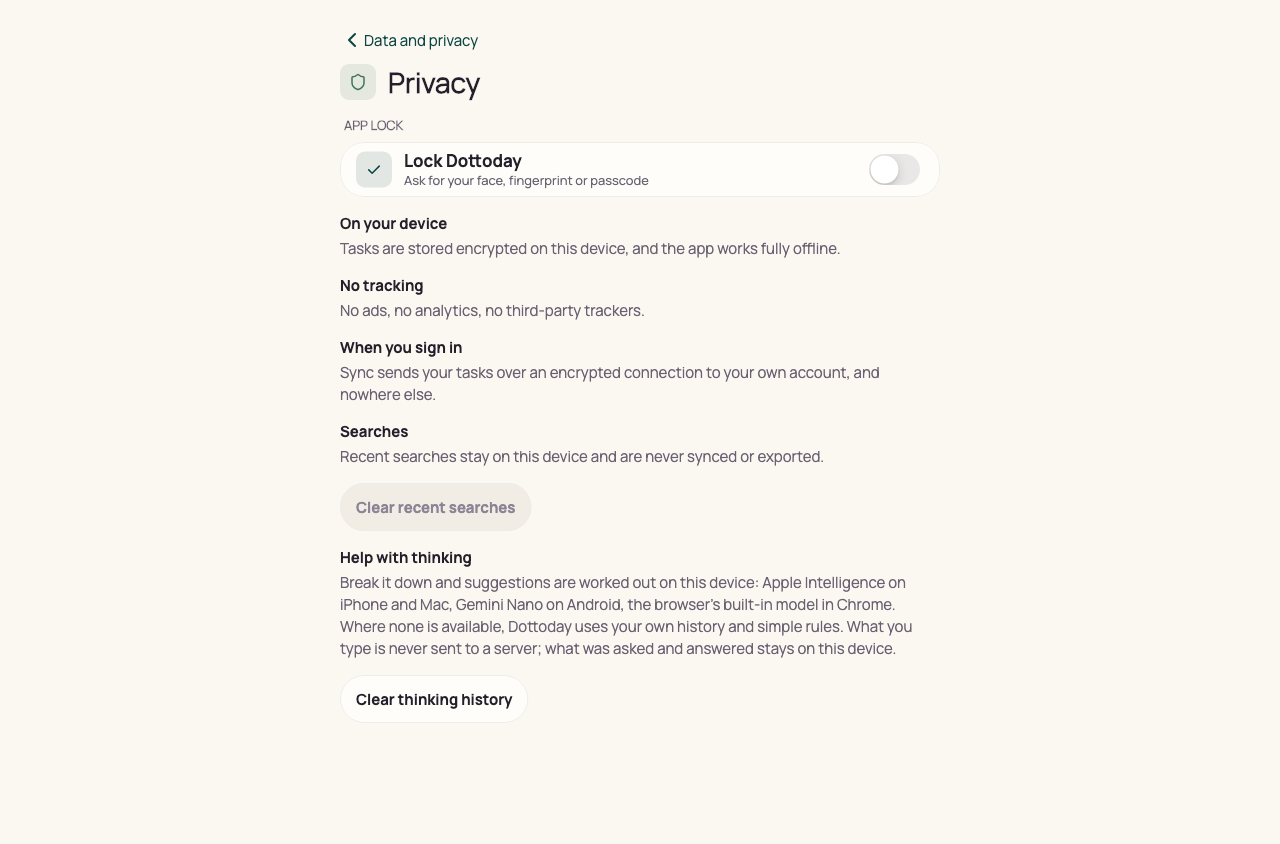 Data and privacy
Privacy
APP LOCK
Lock Dottoday
Ask for your face, fingerprint or passcode
On your device
Tasks are stored encrypted on this device, and the app works fully offline.
No tracking
No ads, no analytics, no third-party trackers.
When you sign in
Sync sends your tasks over an encrypted connection to your own account, and
nowhere else.
Searches
Recent searches stay on this device and are never synced or exported.
Clear recent searches
Help with thinking
Break it down and suggestions are worked out on this device: Apple Intelligence on
iPhone and Mac, Gemini Nano on Android, the browser's built-in model in Chrome.
Where none is available, Dottoday uses your own history and simple rules. What you
type is never sent to a server; what was asked and answered stays on this device.
Clear thinking history